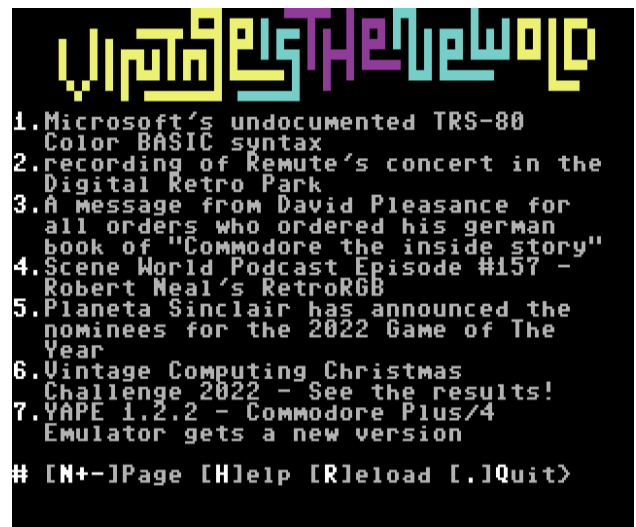 VINTAGEISTHENEWOLD
1.Microsoft's undocumented TRS-80
Color BASIC syntax
2.recording of Remute's concert in the
Digital Retro Park
3.A message from David Pleasance for
all orders who ordered his german
book of "Commodore the inside story"
4.Scene World Podcast Episode #157 -
Robert Neal's RetroRGB
5.Planeta Sinclair has announced the
nominees for the 2022 Game of The
Year
6.Vintage Computing Christmas
Challenge 2022 - See the results!
7.YAPE 1.2.2 - Commodore Plus/4
Emulator gets a new version
# [N+-]Page [H]elp [R]eload [.]Quit>